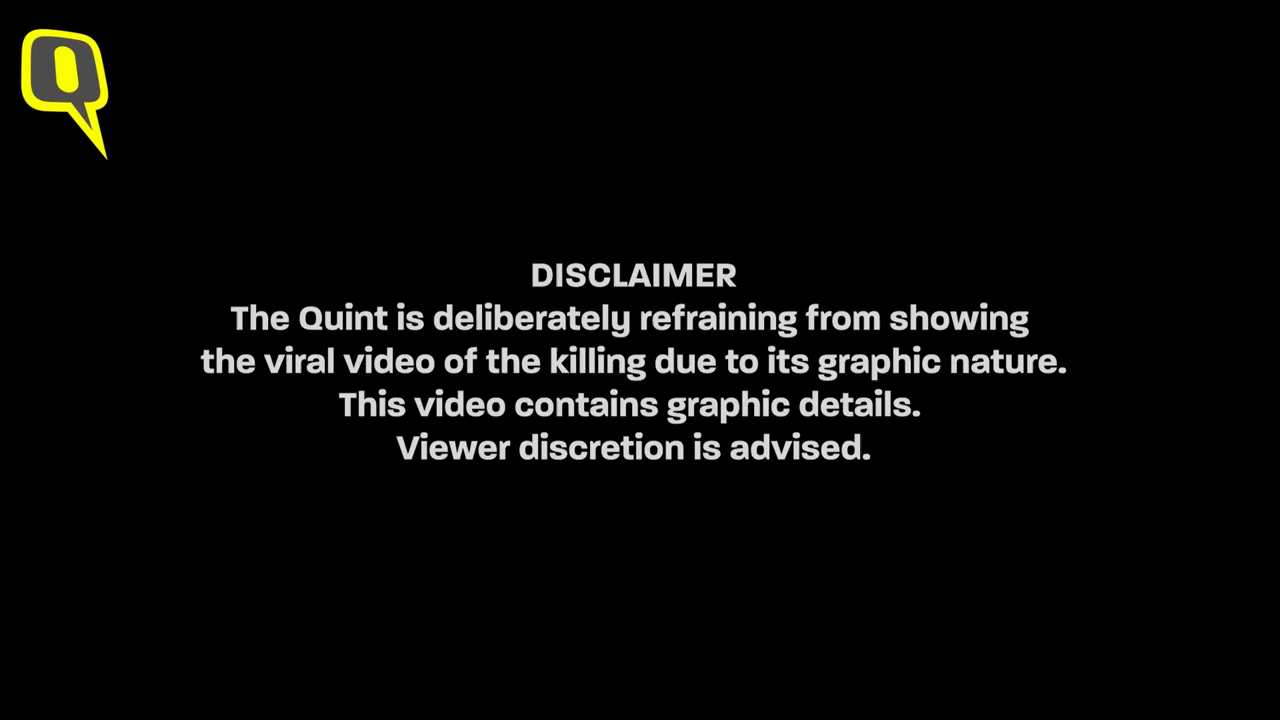 DISCLAIMER
The Quint is deliberately refraining from showing
the viral video of the killing due to its graphic nature.
This video contains graphic details.
Viewer discretion is advised.